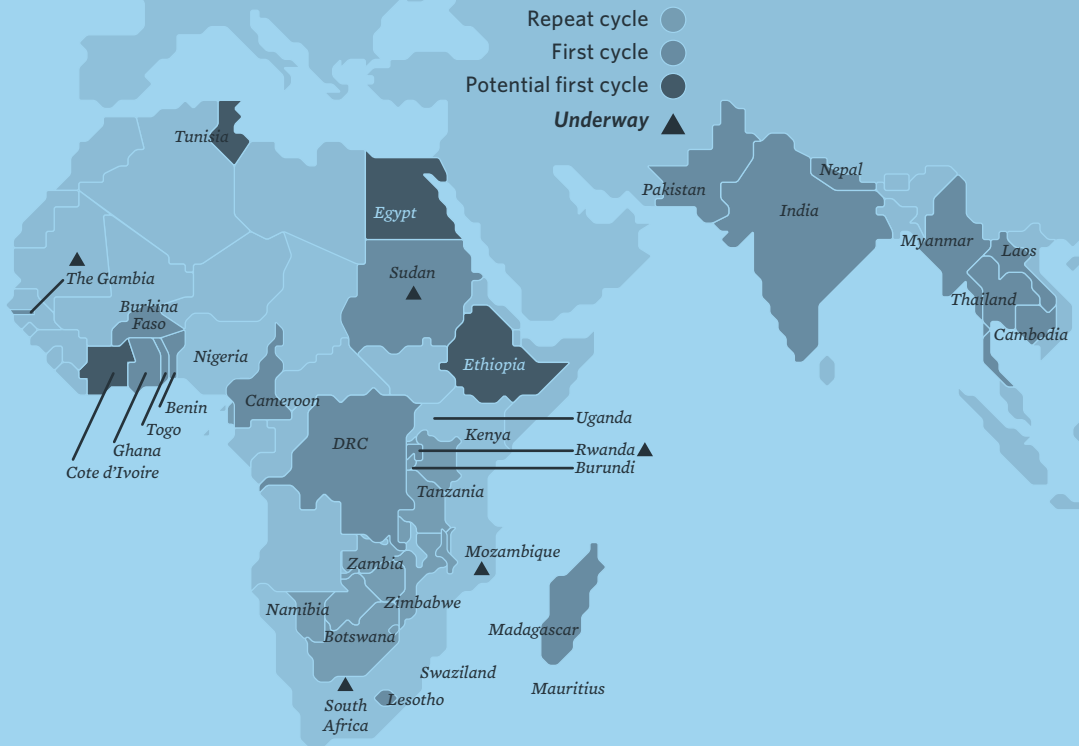 Repeat cycle
First cycle
Potential first cycle
Underway
Tunisia
Egypt
The Gambia
Sudan
Burkina
Faso
Nigeria
Ethiopia
Cameroon
Benin
Togo
Ghana
Cote d'Ivoire
DRC
Uganda
Kenya
Rwanda
Burundi
Tanzania
Mozambique
Zambia
Zimbabwe
Namibia
Botswana
Madagascar
Swaziland
Mauritius
Lesotho
South
Africa
Pakistan
Nepal
India
Myanmar
Laos
Thailand
Cambodia